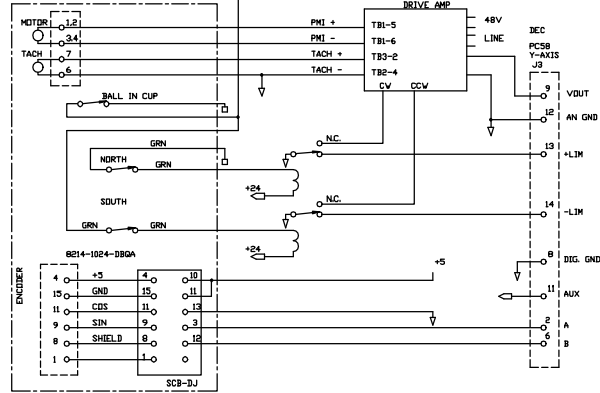 DRIVE AMP
MOTOR 1,2 PMI + TB1-5 48V
3,4 PMI - TB1-6 LINE
TACH 7 TACH + TB3-2
6 TACH - TB2-4
CW CCW
DEC
PC58
Y-AXIS
J3
9 VOUT
12 AN GND
BALL IN CUP
GRN N.C. 13 +LIM
NORTH GRN
+24
SOUTH N.C. 14 -LIM
GRN GRN
+24
8214-1024-DBQA
+5 8 DIG. GND
ENCODER
4 +5 4 10
15 GND 15 11 11 AUX
11 COS 11 13
9 SIN 9 3 2 A
8 SHIELD 8 12 6 B
1 1
SCB-DJ